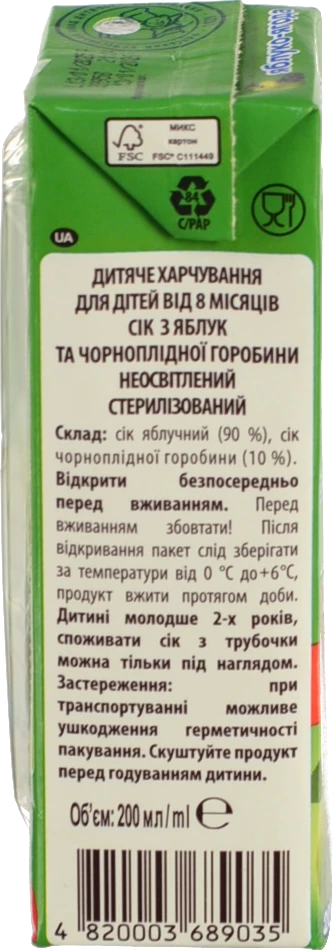 яблуко-аронія
МИКС
картон
FSC
FSC® C111449
84
C/PAP
UA
ДИТЯЧЕ ХАРЧУВАННЯ
ДЛЯ ДІТЕЙ ВІД 8 МІСЯЦІВ
СІК З ЯБЛУК
ТА ЧОРНОПЛІДНОЇ ГОРОБИНИ
НЕОСВІТЛЕНИЙ
СТЕРИЛІЗОВАНИЙ
Склад: сік яблучний (90 %), сік
чорноплідної горобини (10 %).
Відкрити безпосередньо
перед вживанням. Перед
вживанням збовтати! Після
відкривання пакет слід зберігати
за температури від 0 °С до+6°С,
продукт вжити протягом доби.
Дитині молодше 2-х років,
споживати сік з трубочки
можна тільки під наглядом.
Застереження: при
транспортуванні можливе
ушкодження герметичності
пакування. Скуштуйте продукт
перед годуванням дитини.
Об'єм: 200 мл/ml ℮
4 820003 689035